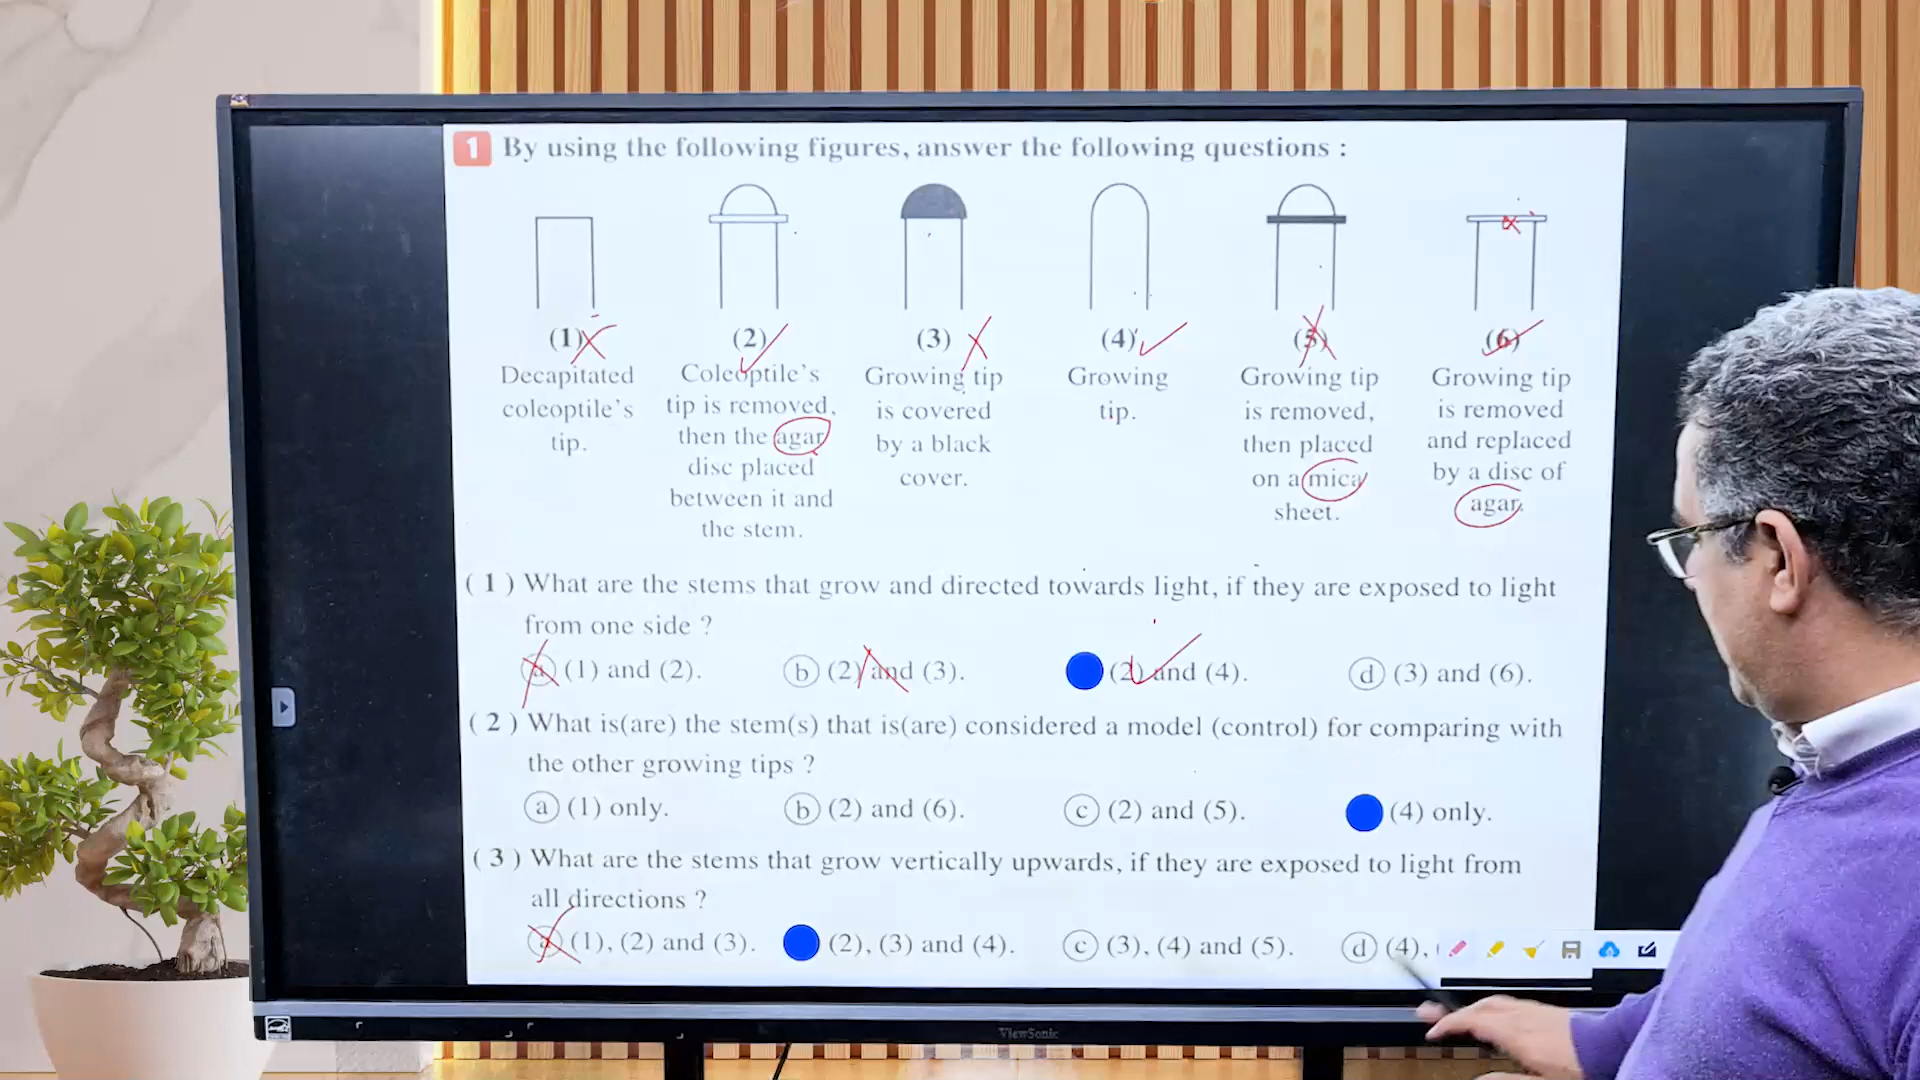 1 By using the following figures, answer the following questions :
(1)
Decapitated
coleoptile's
tip.
(2)
Coleoptile's
tip is removed,
then the agar
disc placed
between it and
the stem.
(3)
Growing tip
is covered
by a black
cover.
(4)
Growing
tip.
(5)
Growing tip
is removed,
then placed
on a mica
sheet.
(6)
Growing tip
is removed
and replaced
by a disc of
agar.
( 1 ) What are the stems that grow and directed towards light, if they are exposed to light
from one side ?
a (1) and (2). b (2) and (3). (2) and (4). d (3) and (6).
( 2 ) What is(are) the stem(s) that is(are) considered a model (control) for comparing with
the other growing tips ?
a (1) only. b (2) and (6). c (2) and (5). (4) only.
( 3 ) What are the stems that grow vertically upwards, if they are exposed to light from
all directions ?
a (1), (2) and (3). (2), (3) and (4). c (3), (4) and (5). d (4),
ViewSonic